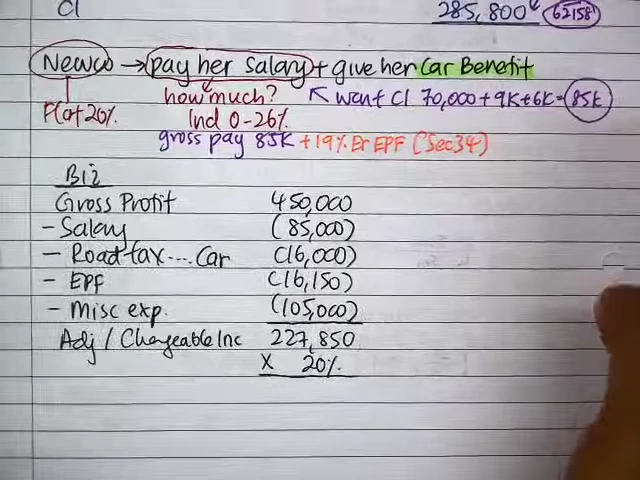 CI 285,800 62158
Newco → pay her salary + give her Car Benefit
how much? ↖ want CI 70,000 + 9K + 6K = 85K
P(at 20%. Ind 0-26%
gross pay 85K + 19% Er EPF (Sec 34)
Biz
Gross Profit 450,000
- Salary (85,000)
- Road tax.... Car (16,000)
- EPF (16,150)
- Misc exp. (105,000)
Adj / Chargeable Inc 227,850
X 20%